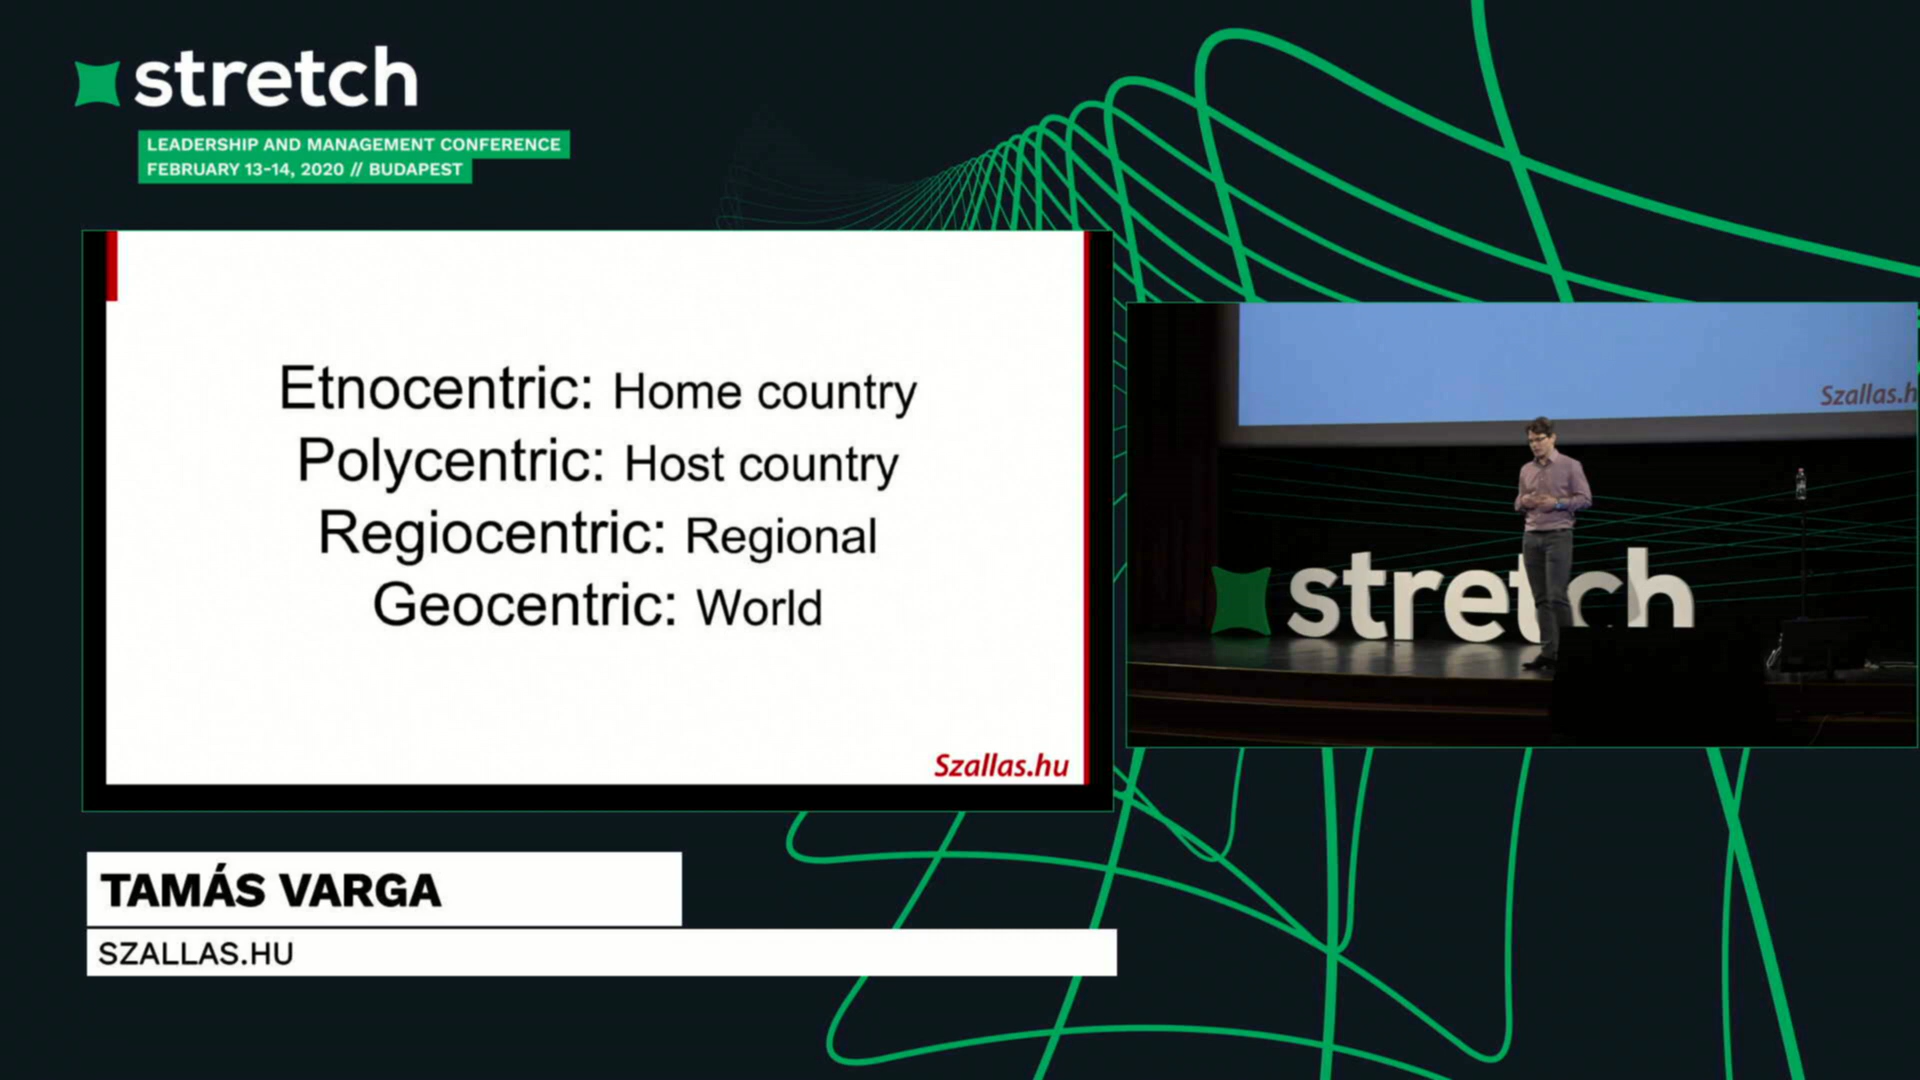 stretch
LEADERSHIP AND MANAGEMENT CONFERENCE
FEBRUARY 13-14, 2020 // BUDAPEST
Etnocentric: Home country
Polycentric: Host country
Regiocentric: Regional
Geocentric: World
Szallas.hu
Szallas.h
stretch
TAMÁS VARGA
SZALLAS.HU